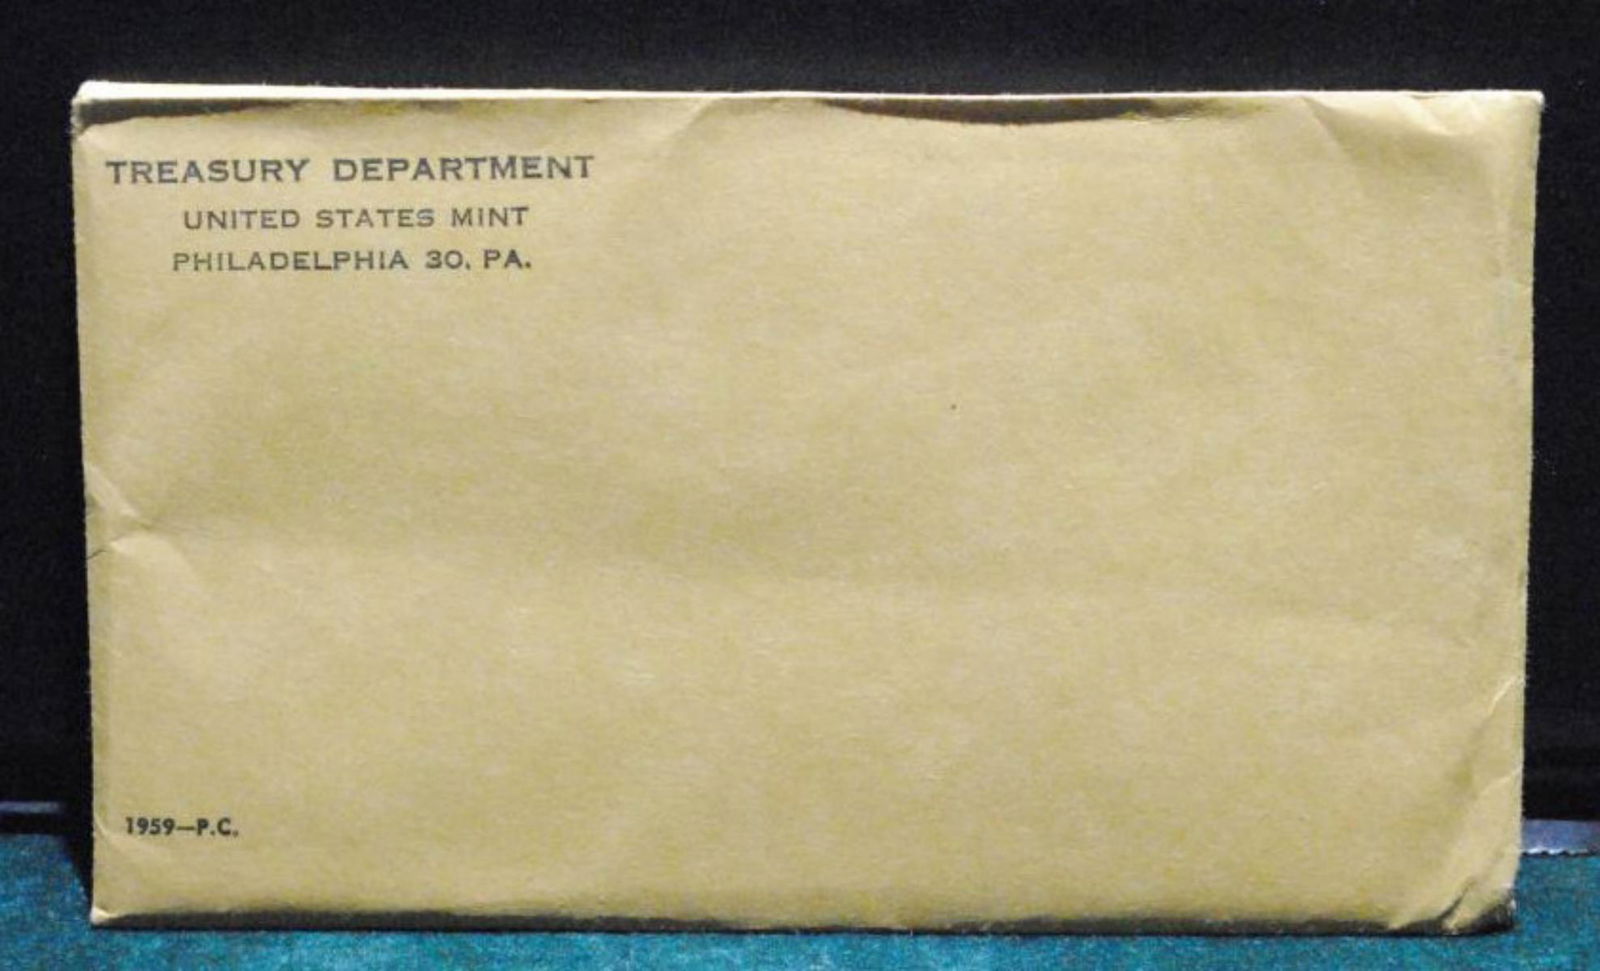 TREASURY DEPARTMENT
UNITED STATES MINT
PHILADELPHIA 30, PA.
1959—P.C.